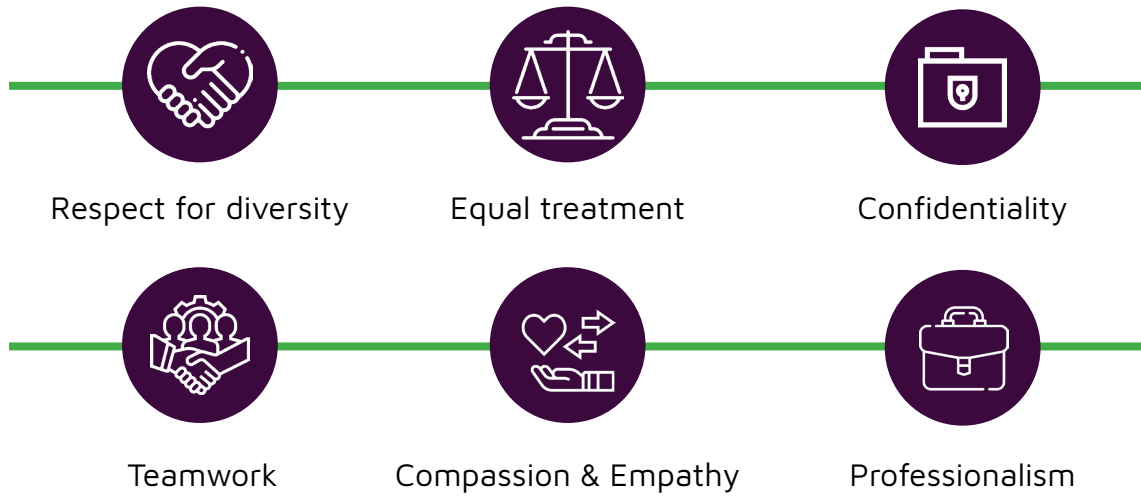 Respect for diversity
Equal treatment
Confidentiality
Teamwork
Compassion & Empathy
Professionalism